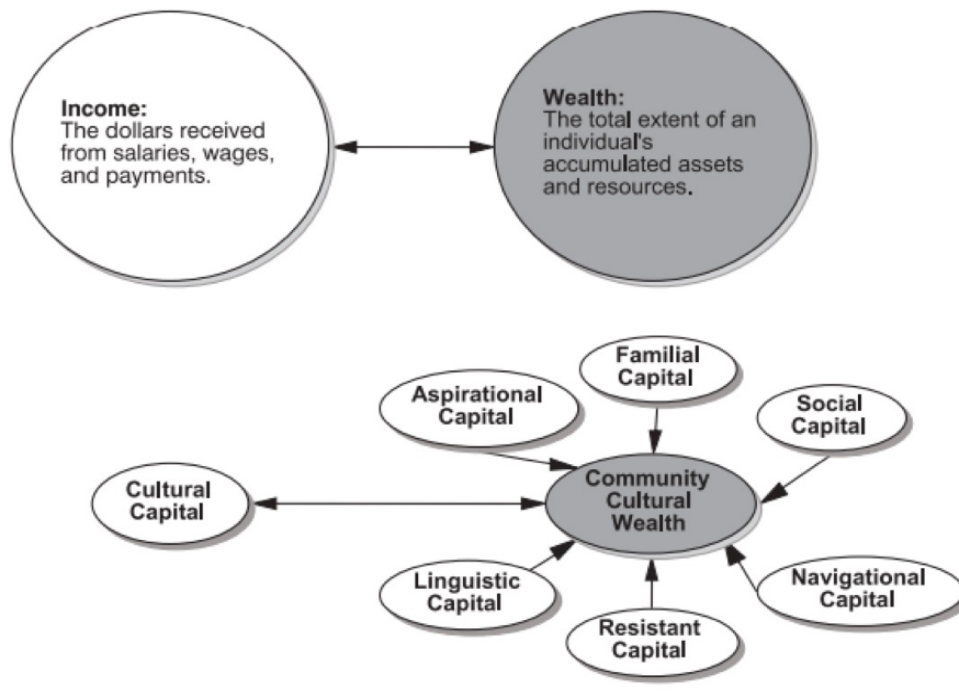 Income:
The dollars received
from salaries, wages,
and payments.
Wealth:
The total extent of an
individual's
accumulated assets
and resources.
Familial
Capital
Aspirational
Capital
Social
Capital
Cultural
Capital
Community
Cultural
Wealth
Linguistic
Capital
Resistant
Capital
Navigational
Capital